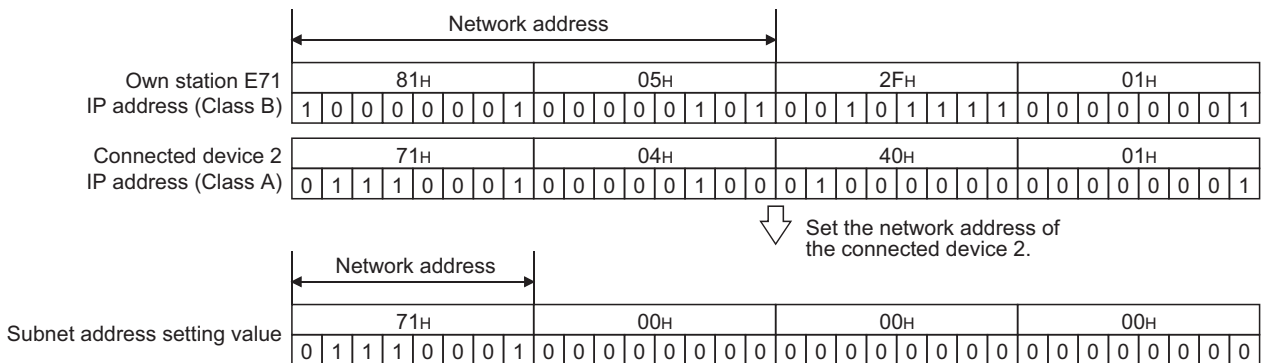 Network address
Own station E71
IP address (Class B)
81H 05H 2FH 01H
1 0 0 0 0 0 0 1 0 0 0 0 0 1 0 1 0 0 1 0 1 1 1 1 0 0 0 0 0 0 0 1
Connected device 2
IP address (Class A)
71H 04H 40H 01H
0 1 1 1 0 0 0 1 0 0 0 0 0 1 0 0 0 1 0 0 0 0 0 0 0 0 0 0 0 0 0 1
Set the network address of
the connected device 2.
Network address
Subnet address setting value
71H 00H 00H 00H
0 1 1 1 0 0 0 1 0 0 0 0 0 0 0 0 0 0 0 0 0 0 0 0 0 0 0 0 0 0 0 0